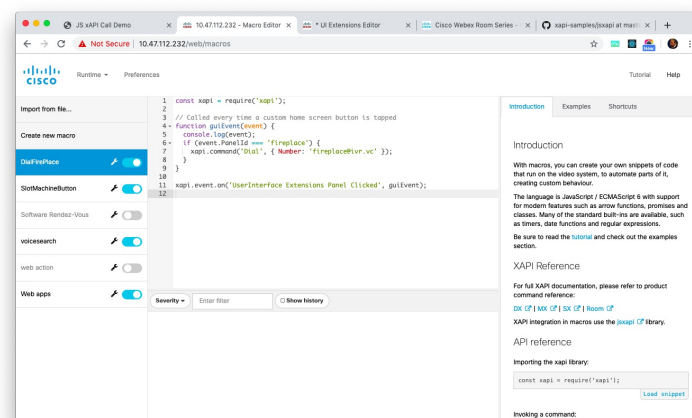 JS xAPI Call Demo
10.47.112.232 - Macro Editor
* UI Extensions Editor
Cisco Webex Room Series -
xapi-samples/jsxapi at maste
Not Secure | 10.47.112.232/web/macros
New
CISCO
Runtime
Preferences
Tutorial
Help
Import from file...
Create new macro
DialFirePlace
SlotMachineButton
Software Rendez-Vous
voicesearch
web action
Web apps
1 const xapi = require('xapi');
2
3 // Called every time a custom home screen button is tapped
4 function guiEvent(event) {
5 console.log(event);
6 if (event.PanelId === 'fireplace') {
7 xapi.command('Dial', { Number: 'fireplace@ivr.vc' });
8 }
9 }
10
11 xapi.event.on('UserInterface Extensions Panel Clicked', guiEvent);
12
Severity
Enter filter
Show history
Introduction
Examples
Shortcuts
Introduction
With macros, you can create your own snippets of code
that run on the video system, to automate parts of it,
creating custom behaviour.
The language is JavaScript / ECMAScript 6 with support
for modern features such as arrow functions, promises and
classes. Many of the standard built-ins are available, such
as timers, date functions and regular expressions.
Be sure to read the tutorial and check out the examples
section.
XAPI Reference
For full XAPI documentation, please refer to product
command reference:
DX | MX | SX | Room
XAPI integration in macros use the jsxapi library.
API reference
Importing the xapi library:
const xapi = require('xapi');
Load snippet
Invoking a command: